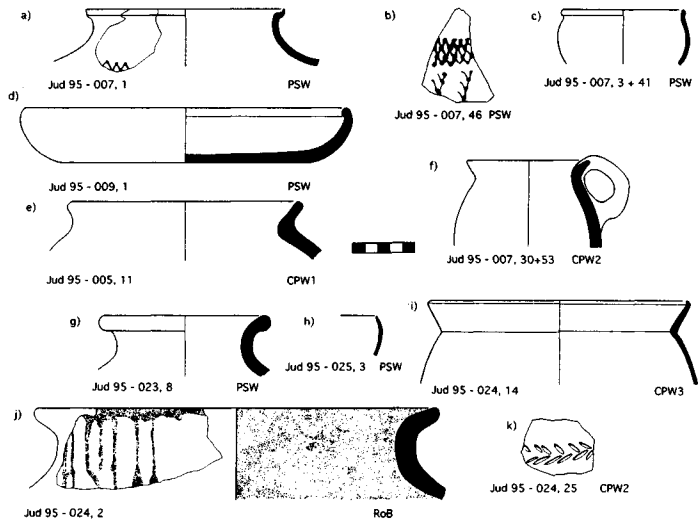 a)
Jud 95 - 007, 1 PSW
b)
Jud 95 - 007, 46 PSW
c)
Jud 95 - 007, 3 + 41 PSW
d)
Jud 95 - 009, 1 PSW
e)
Jud 95 - 005, 11 CPW1
f)
Jud 95 - 007, 30+53 CPW2
g)
Jud 95 - 023, 8 PSW
h)
Jud 95 - 025, 3 PSW
i)
Jud 95 - 024, 14 CPW3
j)
Jud 95 - 024, 2 RoB
k)
Jud 95 - 024, 25 CPW2